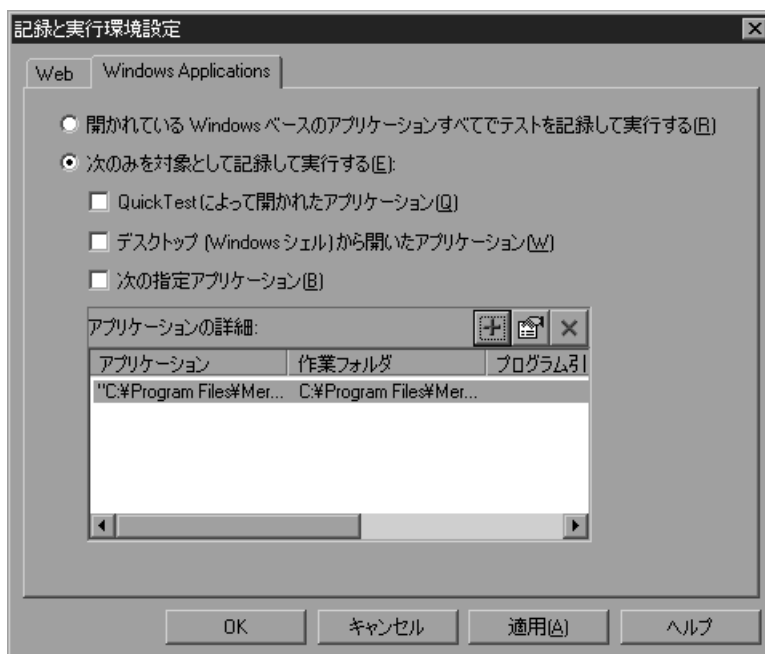 記録と実行環境設定
Web
Windows Applications
開かれている Windows ベースのアプリケーションすべてでテストを記録して実行する(R)
次のみを対象として記録して実行する(E):
QuickTest によって開かれたアプリケーション(Q)
デスクトップ (Windows シェル) から開いたアプリケーション(W)
次の指定アプリケーション(B)
アプリケーションの詳細:
アプリケーション 作業フォルダ プログラム引
"C:¥Program Files¥Mer... C:¥Program Files¥Mer...
OK キャンセル 適用(A) ヘルプ